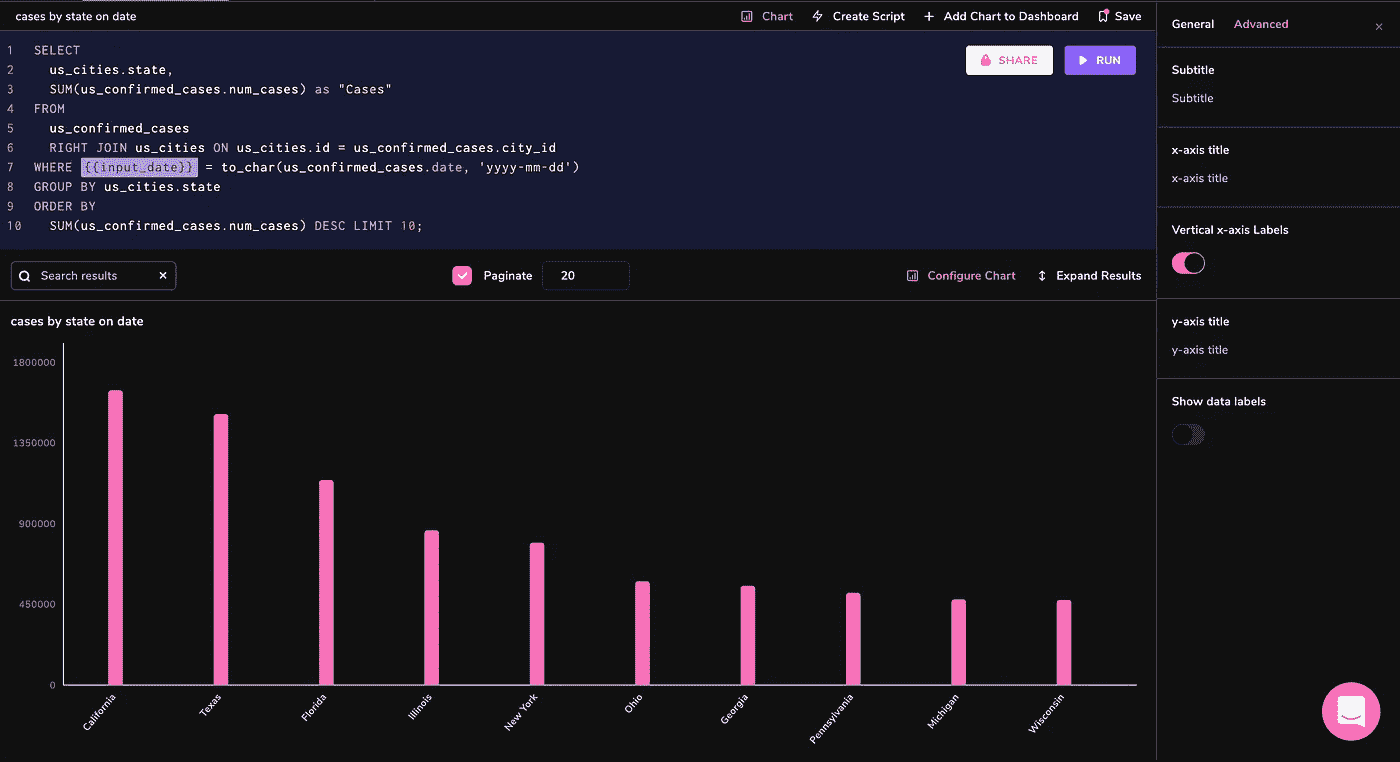 cases by state on date
Chart
Create Script
Add Chart to Dashboard
Save
General
Advanced
1 SELECT
2 us_cities.state,
3 SUM(us_confirmed_cases.num_cases) as "Cases"
4 FROM
5 us_confirmed_cases
6 RIGHT JOIN us_cities ON us_cities.id = us_confirmed_cases.city_id
7 WHERE {{input_date}} = to_char(us_confirmed_cases.date, 'yyyy-mm-dd')
8 GROUP BY us_cities.state
9 ORDER BY
10 SUM(us_confirmed_cases.num_cases) DESC LIMIT 10;
SHARE
RUN
Subtitle
Subtitle
x-axis title
x-axis title
Vertical x-axis Labels
y-axis title
y-axis title
Show data labels
Search results
Paginate
20
Configure Chart
Expand Results
cases by state on date
1800000
1350000
900000
450000
0
California
Texas
Florida
Illinois
New York
Ohio
Georgia
Pennsylvania
Michigan
Wisconsin